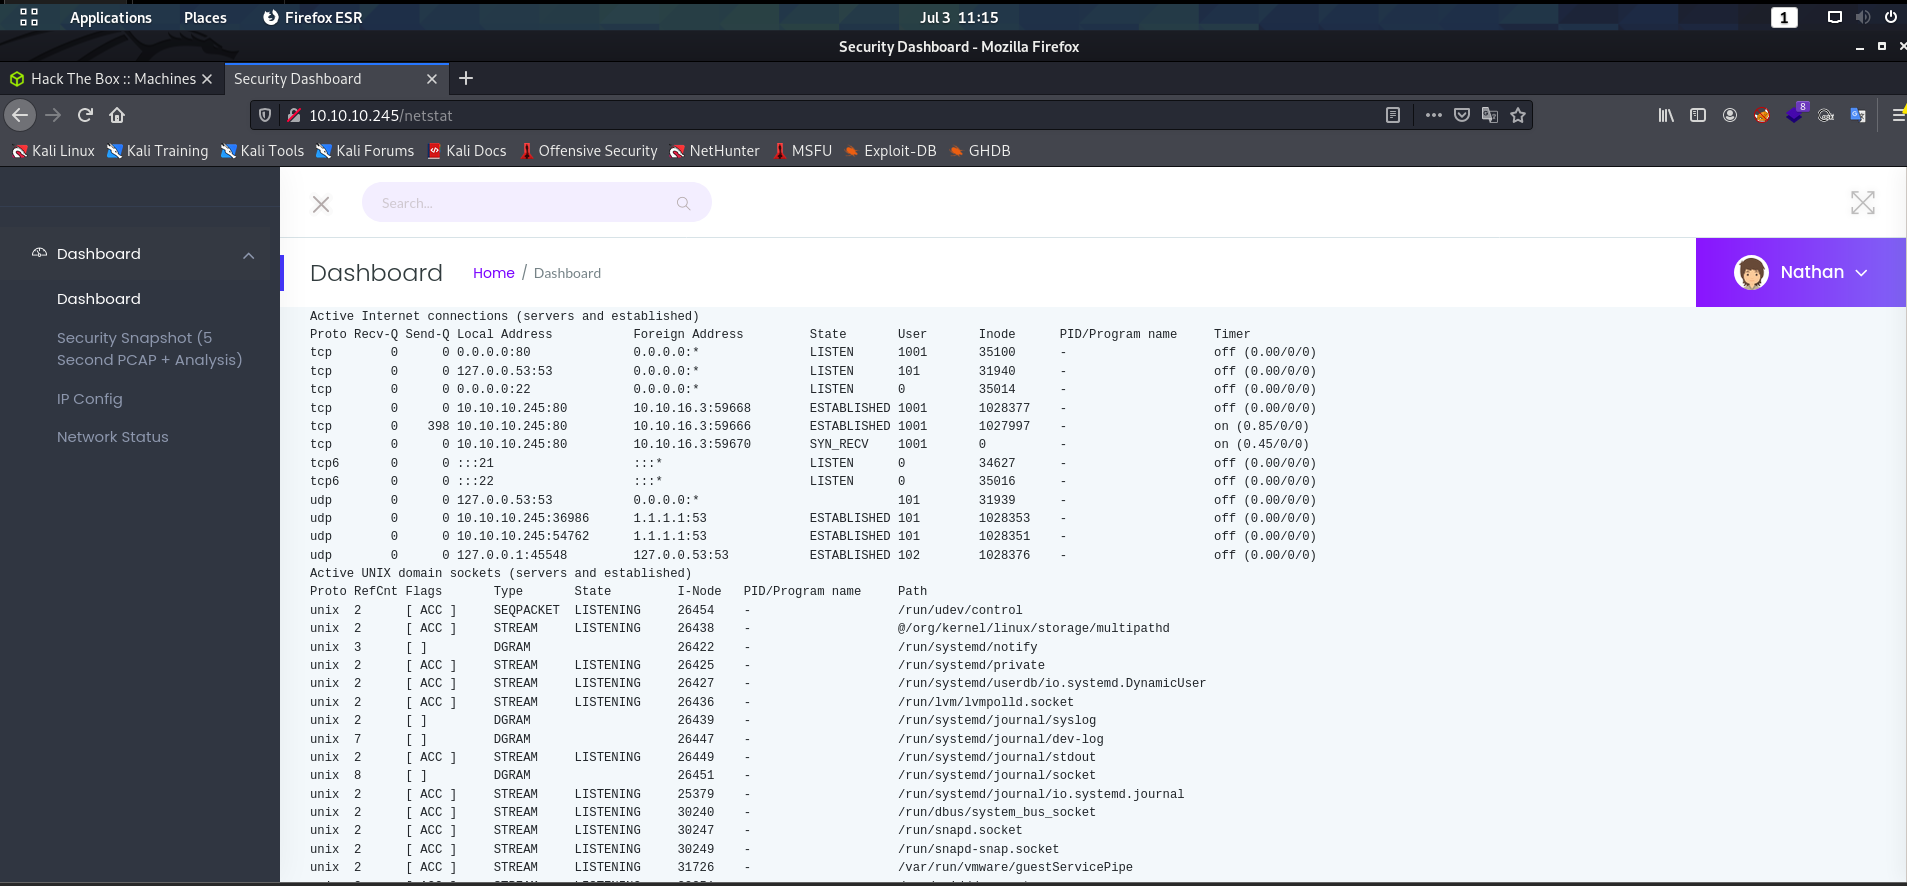 Applications Places Firefox ESR Jul 3 11:15 1
Security Dashboard - Mozilla Firefox
Hack The Box :: Machines Security Dashboard
10.10.10.245/netstat 8
Kali Linux Kali Training Kali Tools Kali Forums Kali Docs Offensive Security NetHunter MSFU Exploit-DB GHDB
Search...
Dashboard
Dashboard
Security Snapshot (5
Second PCAP + Analysis)
IP Config
Network Status
Dashboard Home / Dashboard
Nathan
Active Internet connections (servers and established)
Proto Recv-Q Send-Q Local Address Foreign Address State User Inode PID/Program name Timer
tcp 0 0 0.0.0.0:80 0.0.0.0:* LISTEN 1001 35100 - off (0.00/0/0)
tcp 0 0 127.0.0.53:53 0.0.0.0:* LISTEN 101 31940 - off (0.00/0/0)
tcp 0 0 0.0.0.0:22 0.0.0.0:* LISTEN 0 35014 - off (0.00/0/0)
tcp 0 0 10.10.10.245:80 10.10.16.3:59668 ESTABLISHED 1001 1028377 - off (0.00/0/0)
tcp 0 398 10.10.10.245:80 10.10.16.3:59666 ESTABLISHED 1001 1027997 - on (0.85/0/0)
tcp 0 0 10.10.10.245:80 10.10.16.3:59670 SYN_RECV 1001 0 - on (0.45/0/0)
tcp6 0 0 :::21 :::* LISTEN 0 34627 - off (0.00/0/0)
tcp6 0 0 :::22 :::* LISTEN 0 35016 - off (0.00/0/0)
udp 0 0 127.0.0.53:53 0.0.0.0:* 101 31939 - off (0.00/0/0)
udp 0 0 10.10.10.245:36986 1.1.1.1:53 ESTABLISHED 101 1028353 - off (0.00/0/0)
udp 0 0 10.10.10.245:54762 1.1.1.1:53 ESTABLISHED 101 1028351 - off (0.00/0/0)
udp 0 0 127.0.0.1:45548 127.0.0.53:53 ESTABLISHED 102 1028376 - off (0.00/0/0)
Active UNIX domain sockets (servers and established)
Proto RefCnt Flags Type State I-Node PID/Program name Path
unix 2 [ ACC ] SEQPACKET LISTENING 26454 - /run/udev/control
unix 2 [ ACC ] STREAM LISTENING 26438 - @/org/kernel/linux/storage/multipathd
unix 3 [ ] DGRAM 26422 - /run/systemd/notify
unix 2 [ ACC ] STREAM LISTENING 26425 - /run/systemd/private
unix 2 [ ACC ] STREAM LISTENING 26427 - /run/systemd/userdb/io.systemd.DynamicUser
unix 2 [ ACC ] STREAM LISTENING 26436 - /run/lvm/lvmpolld.socket
unix 2 [ ] DGRAM 26439 - /run/systemd/journal/syslog
unix 7 [ ] DGRAM 26447 - /run/systemd/journal/dev-log
unix 2 [ ACC ] STREAM LISTENING 26449 - /run/systemd/journal/stdout
unix 8 [ ] DGRAM 26451 - /run/systemd/journal/socket
unix 2 [ ACC ] STREAM LISTENING 25379 - /run/systemd/journal/io.systemd.journal
unix 2 [ ACC ] STREAM LISTENING 30240 - /run/dbus/system_bus_socket
unix 2 [ ACC ] STREAM LISTENING 30247 - /run/snapd.socket
unix 2 [ ACC ] STREAM LISTENING 30249 - /run/snapd-snap.socket
unix 2 [ ACC ] STREAM LISTENING 31726 - /var/run/vmware/guestServicePipe